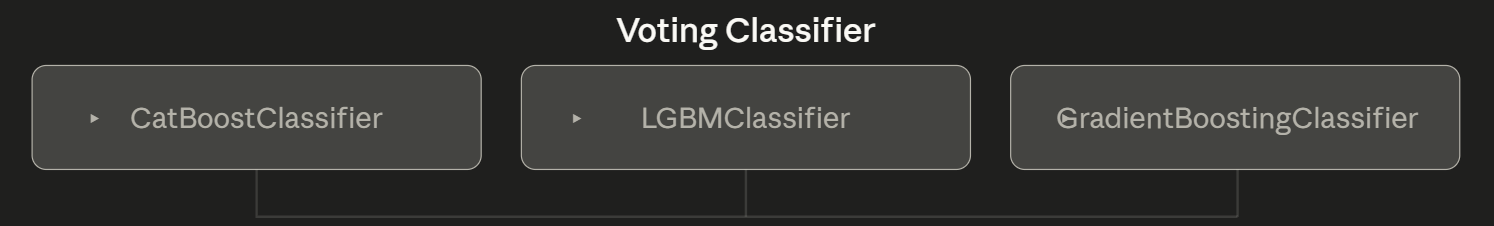 Voting Classifier
CatBoostClassifier
LGBMClassifier
GradientBoostingClassifier